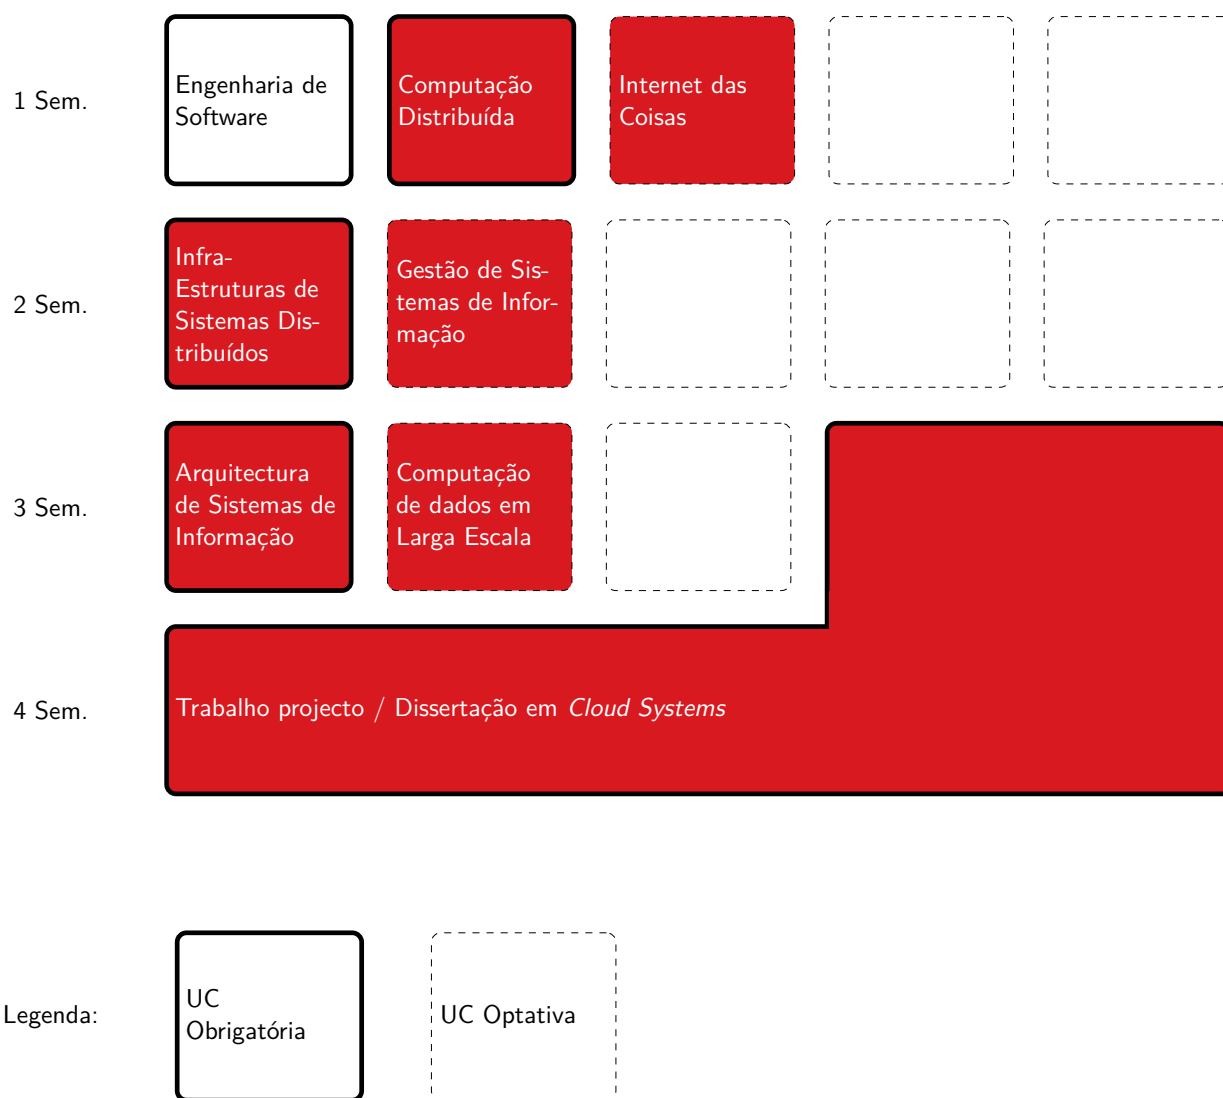 1 Sem.
Engenharia de
Software
Computação
Distribuída
Internet das
Coisas
2 Sem.
Infra-
Estruturas de
Sistemas Dis-
tribuídos
Gestão de Sis-
temas de Infor-
mação
3 Sem.
Arquitectura
de Sistemas de
Informação
Computação
de dados em
Larga Escala
4 Sem.
Trabalho projecto / Dissertação em Cloud Systems
Legenda:
UC
Obrigatória
UC Optativa